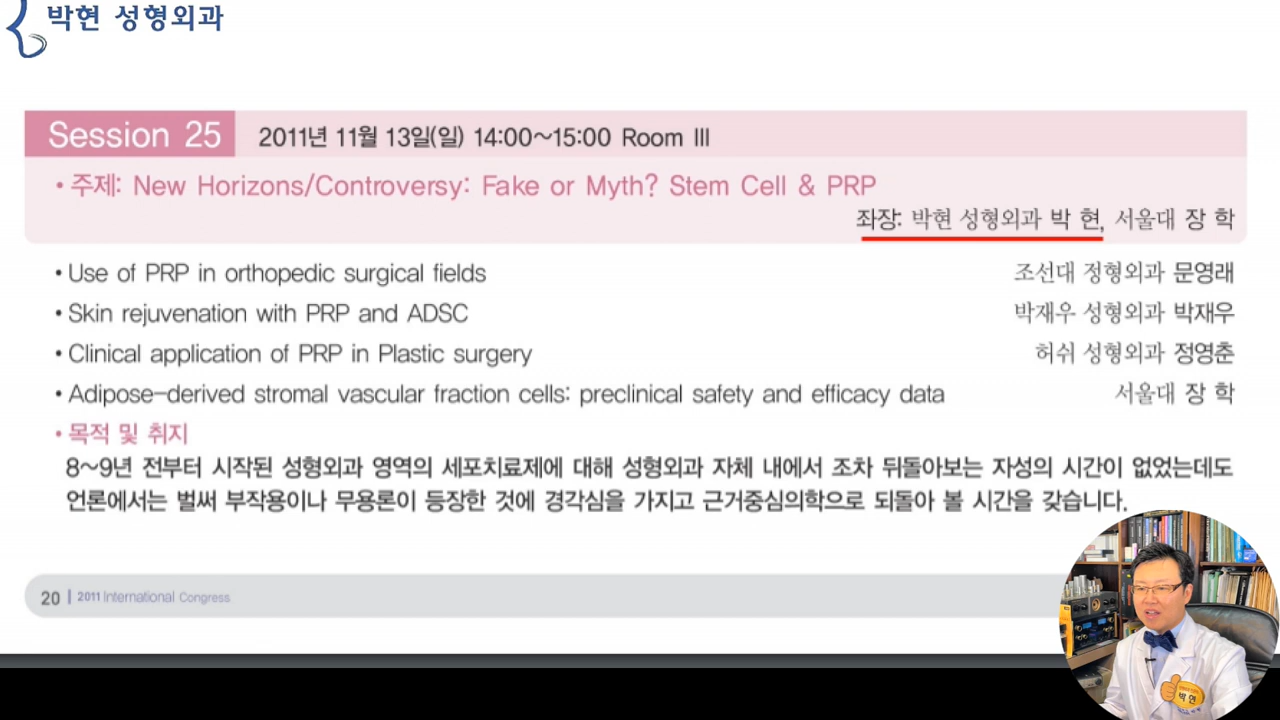 박현 성형외과
Session 25 2011년 11월 13일(일) 14:00~15:00 Room Ⅲ
• 주제: New Horizons/Controversy: Fake or Myth? Stem Cell & PRP
좌장: 박현 성형외과 박 현, 서울대 장 학
• Use of PRP in orthopedic surgical fields 조선대 정형외과 문영래
• Skin rejuvenation with PRP and ADSC 박재우 성형외과 박재우
• Clinical application of PRP in Plastic surgery 허쉬 성형외과 정영춘
• Adipose-derived stromal vascular fraction cells: preclinical safety and efficacy data 서울대 장 학
• 목적 및 취지
8~9년 전부터 시작된 성형외과 영역의 세포치료제에 대해 성형외과 자체 내에서 조차 뒤돌아보는 자성의 시간이 없었는데도
언론에서는 벌써 부작용이나 무용론이 등장한 것에 경각심을 가지고 근거중심의학으로 되돌아 볼 시간을 갖습니다.
20 | 2011 International Congress
박현